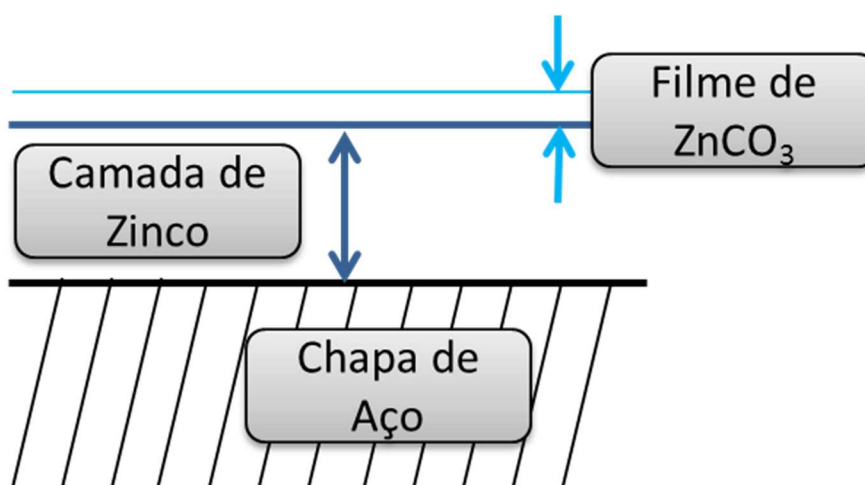 Filme de
ZnCO₃
Camada de
Zinco
Chapa de
Aço